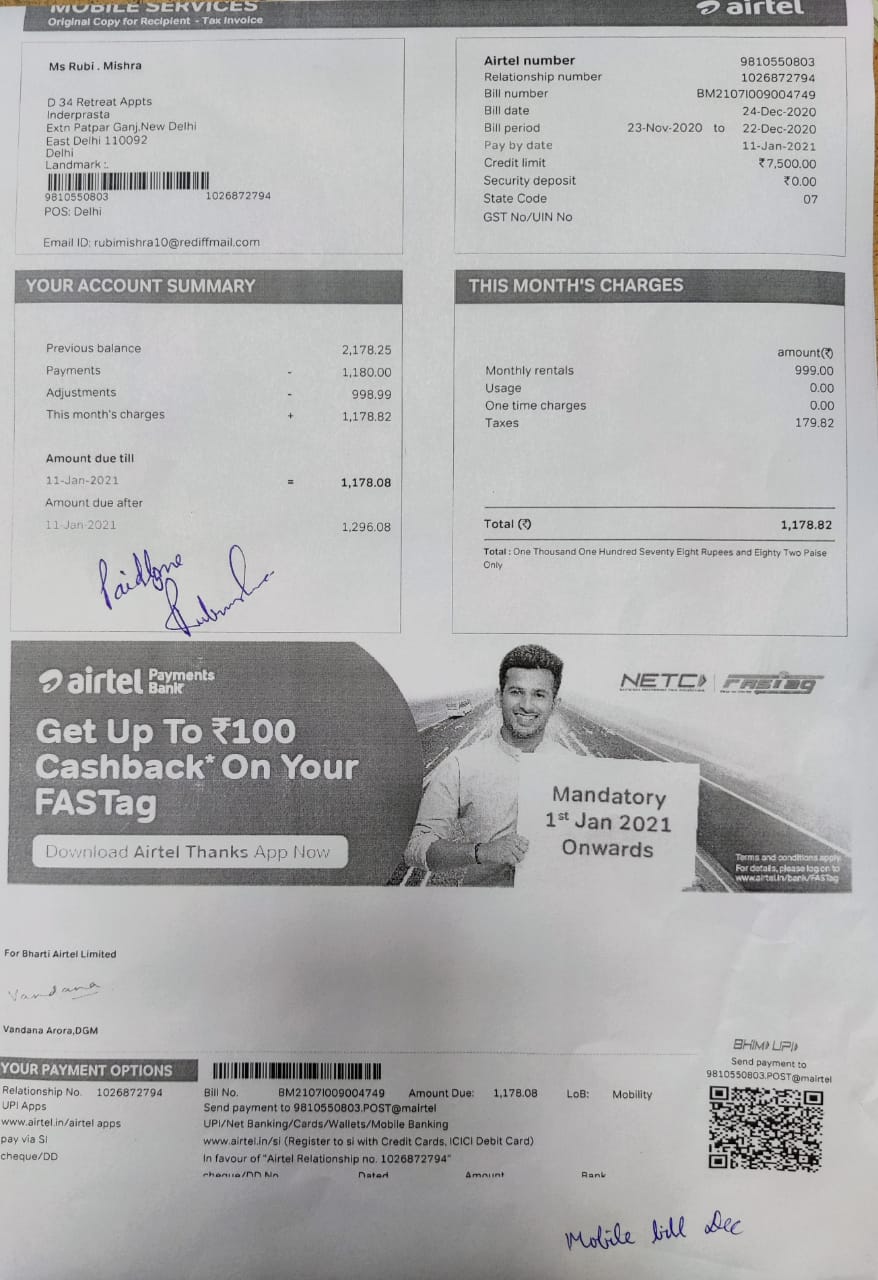 MOBILE SERVICES
Original Copy for Recipient - Tax Invoice
airtel
Ms Rubi . Mishra
D 34 Retreat Appts
Inderprasta
Extn Patpar Ganj,New Delhi
East Delhi 110092
Delhi
Landmark :.
9810550803 1026872794
POS: Delhi
Email ID: rubimishra10@rediffmail.com
Airtel number 9810550803
Relationship number 1026872794
Bill number BM2107I009004749
Bill date 24-Dec-2020
Bill period 23-Nov-2020 to 22-Dec-2020
Pay by date 11-Jan-2021
Credit limit ₹7,500.00
Security deposit ₹0.00
State Code 07
GST No/UIN No
YOUR ACCOUNT SUMMARY
Previous balance 2,178.25
Payments - 1,180.00
Adjustments - 998.99
This month's charges + 1,178.82
Amount due till
11-Jan-2021 = 1,178.08
Amount due after
11-Jan-2021 1,296.08
THIS MONTH'S CHARGES
amount(₹)
Monthly rentals 999.00
Usage 0.00
One time charges 0.00
Taxes 179.82
Total (₹) 1,178.82
Total : One Thousand One Hundred Seventy Eight Rupees and Eighty Two Paise
Only
airtel Payments Bank
Get Up To ₹100
Cashback* On Your
FASTag
Download Airtel Thanks App Now
NETC FASTag
Mandatory
1st Jan 2021
Onwards
Terms and conditions apply
For details, please log on to
www.airtel.in/bank/FASTag
For Bharti Airtel Limited
Vandana
Vandana Arora,DGM
BHIM UPI
Send payment to
9810550803.POST@mairtel
YOUR PAYMENT OPTIONS
Relationship No. 1026872794 Bill No. BM2107I009004749 Amount Due: 1,178.08 LoB: Mobility
UPI Apps Send payment to 9810550803.POST@mairtel
www.airtel.in/airtel apps UPI/Net Banking/Cards/Wallets/Mobile Banking
pay via SI www.airtel.in/si (Register to si with Credit Cards, ICICI Debit Card)
cheque/DD In favour of "Airtel Relationship no. 1026872794"
cheque/DD No Dated Amount Bank
Mobile bill Dec